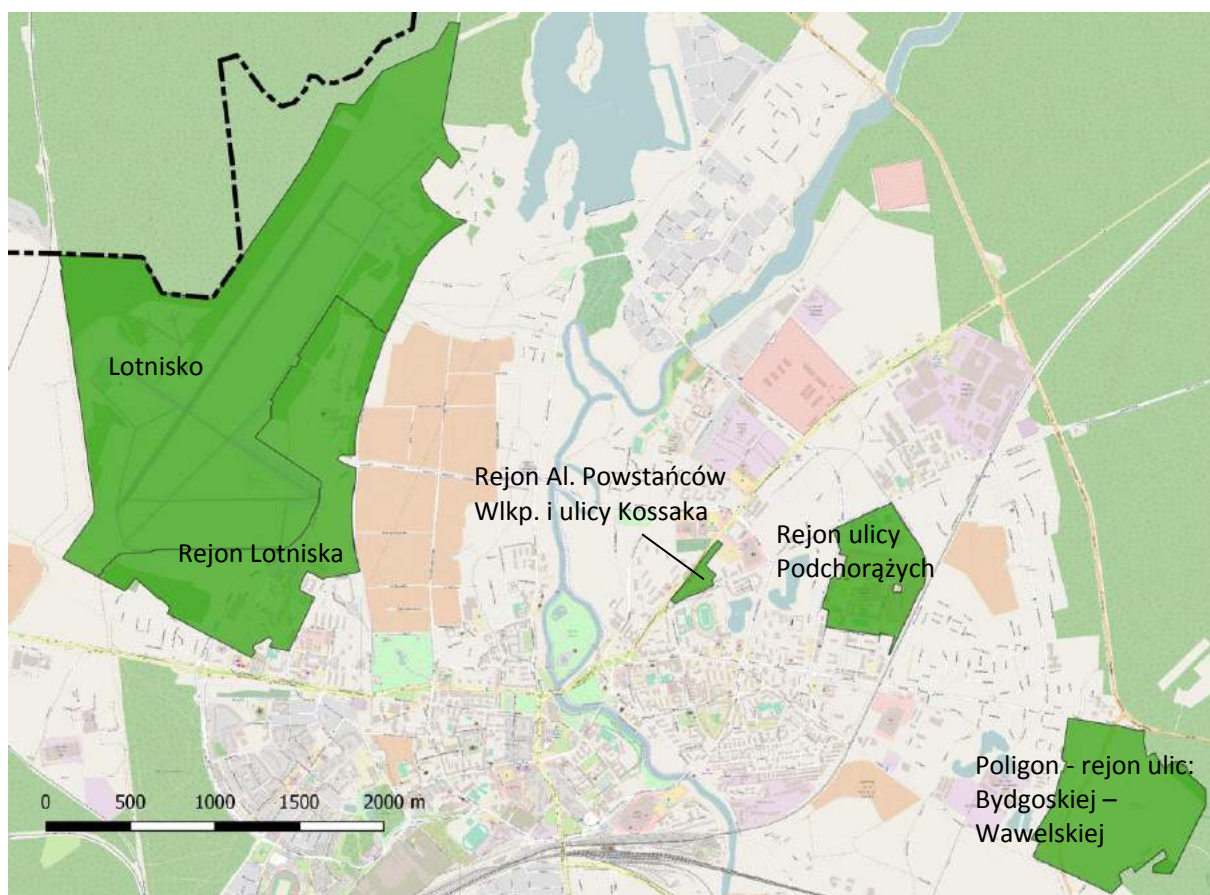 Lotnisko
Rejon Al. Powstańców
Wlkp. i ulicy Kossaka
Rejon ulicy
Podchorążych
Rejon Lotniska
Poligon - rejon ulic:
Bydgoskiej –
Wawelskiej
0 500 1000 1500 2000 m